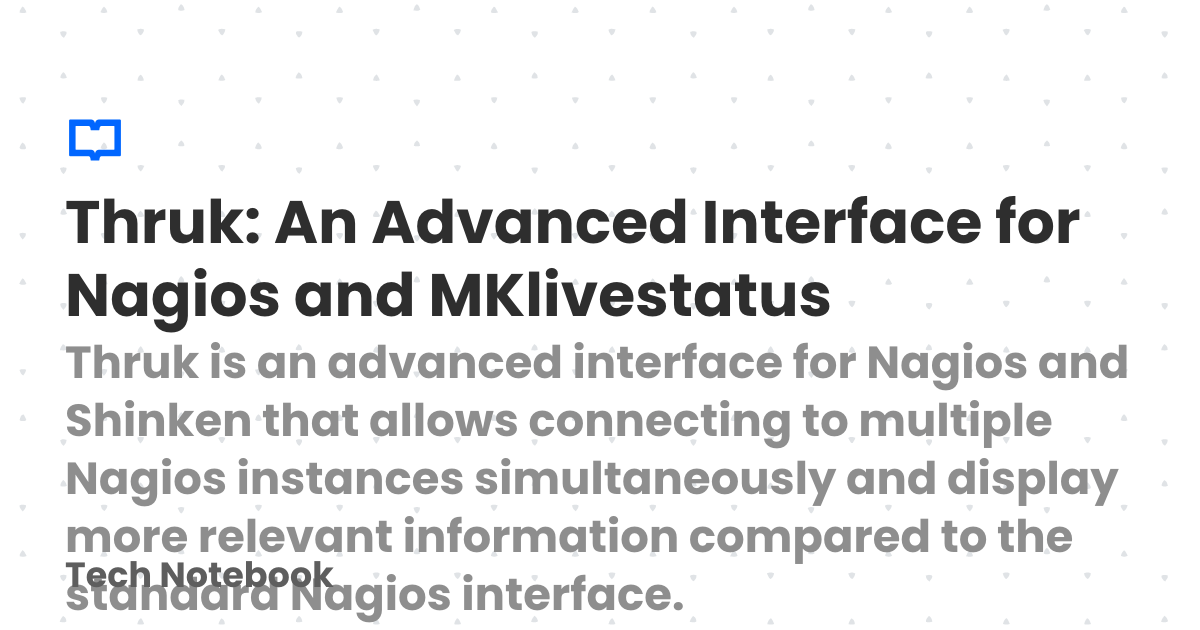 Thruk: An Advanced Interface for
Nagios and MKlivestatus
Thruk is an advanced interface for Nagios and
Shinken that allows connecting to multiple
Nagios instances simultaneously and display
more relevant information compared to the
standard Nagios interface.
Tech Notebook